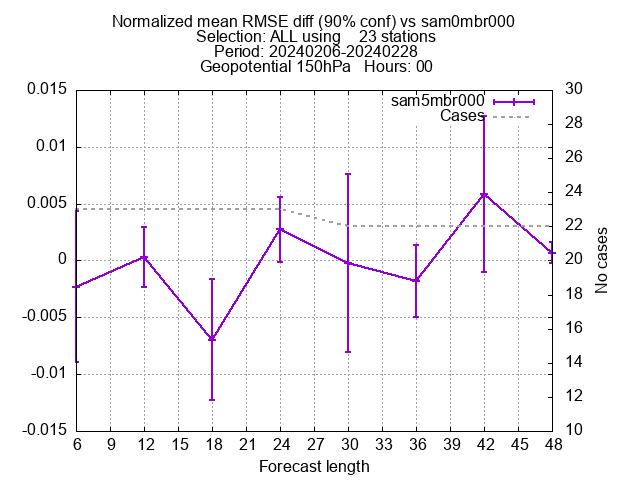 Normalized mean RMSE diff (90% conf) vs sam0mbr000
Selection: ALL using    23 stations
Period: 20240206-20240228
Geopotential 150hPa   Hours: 00
0.015
0.01
0.005
0
-0.005
-0.01
-0.015
30
28
26
24
22
20
18
16
14
12
10
sam5mbr000
Cases
No cases
6 9 12 15 18 21 24 27 30 33 36 39 42 45 48
Forecast length